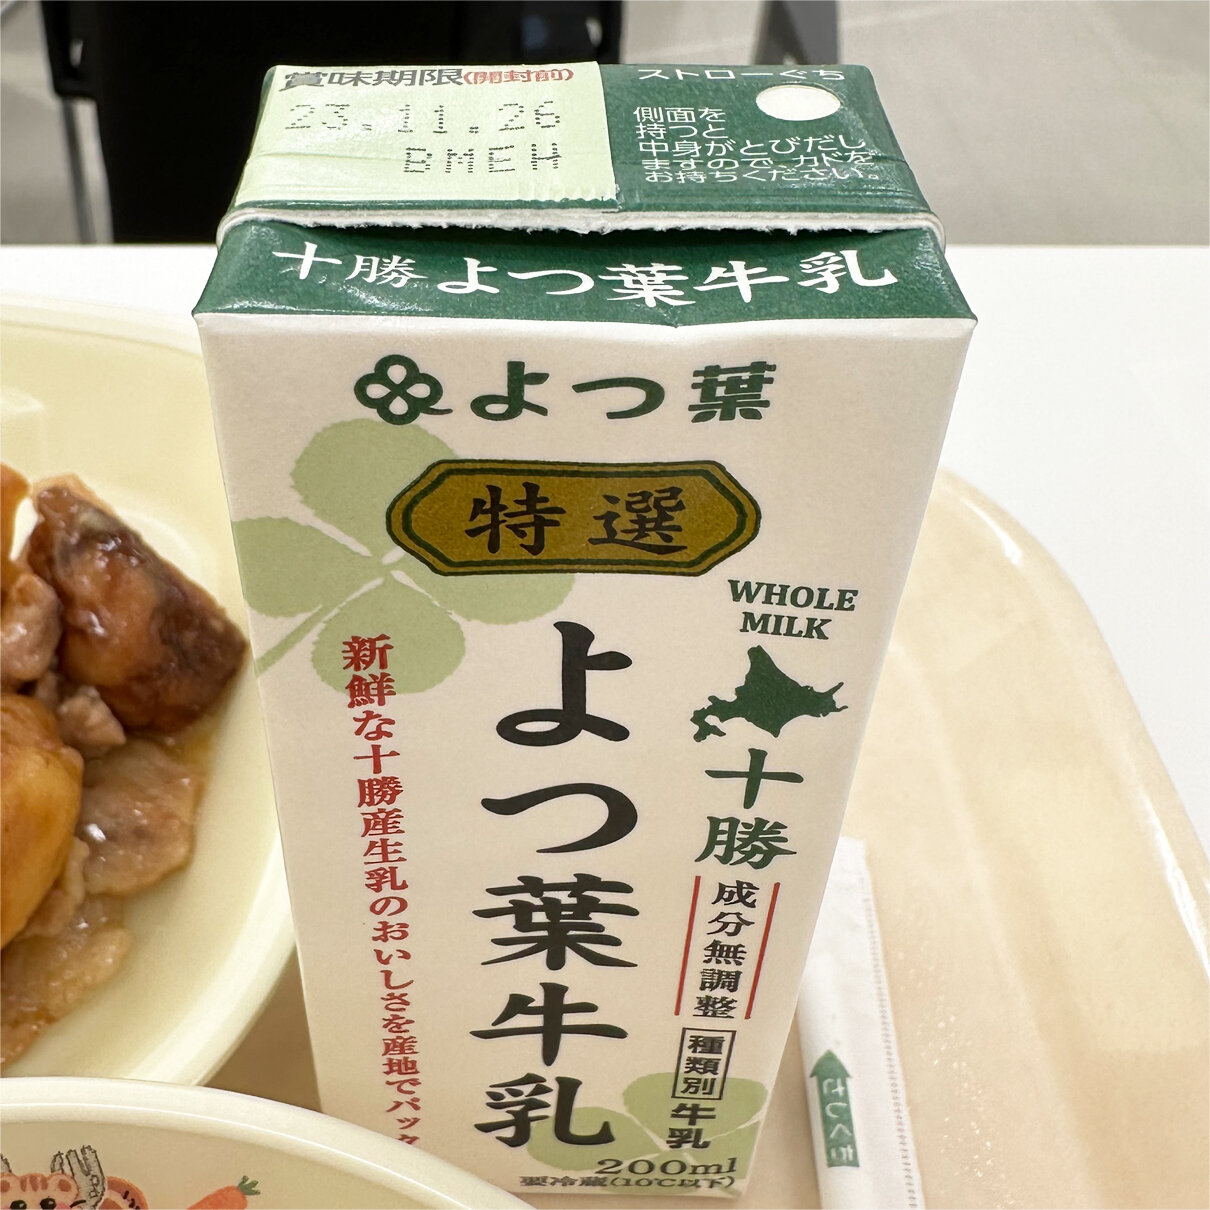 賞味期限(開封前)
23.11.26
BMEH
ストローぐち
側面を
持つと、
中身がとびだし
ますので、カドを
お持ちください。
十勝 よつ葉牛乳
よつ葉
特選
WHOLE
MILK
十勝
成分無調整
種類別
牛乳
よつ葉牛乳
新鮮な十勝産生乳のおいしさを産地でパック
200ml
要冷蔵(10℃以下)
さしくち